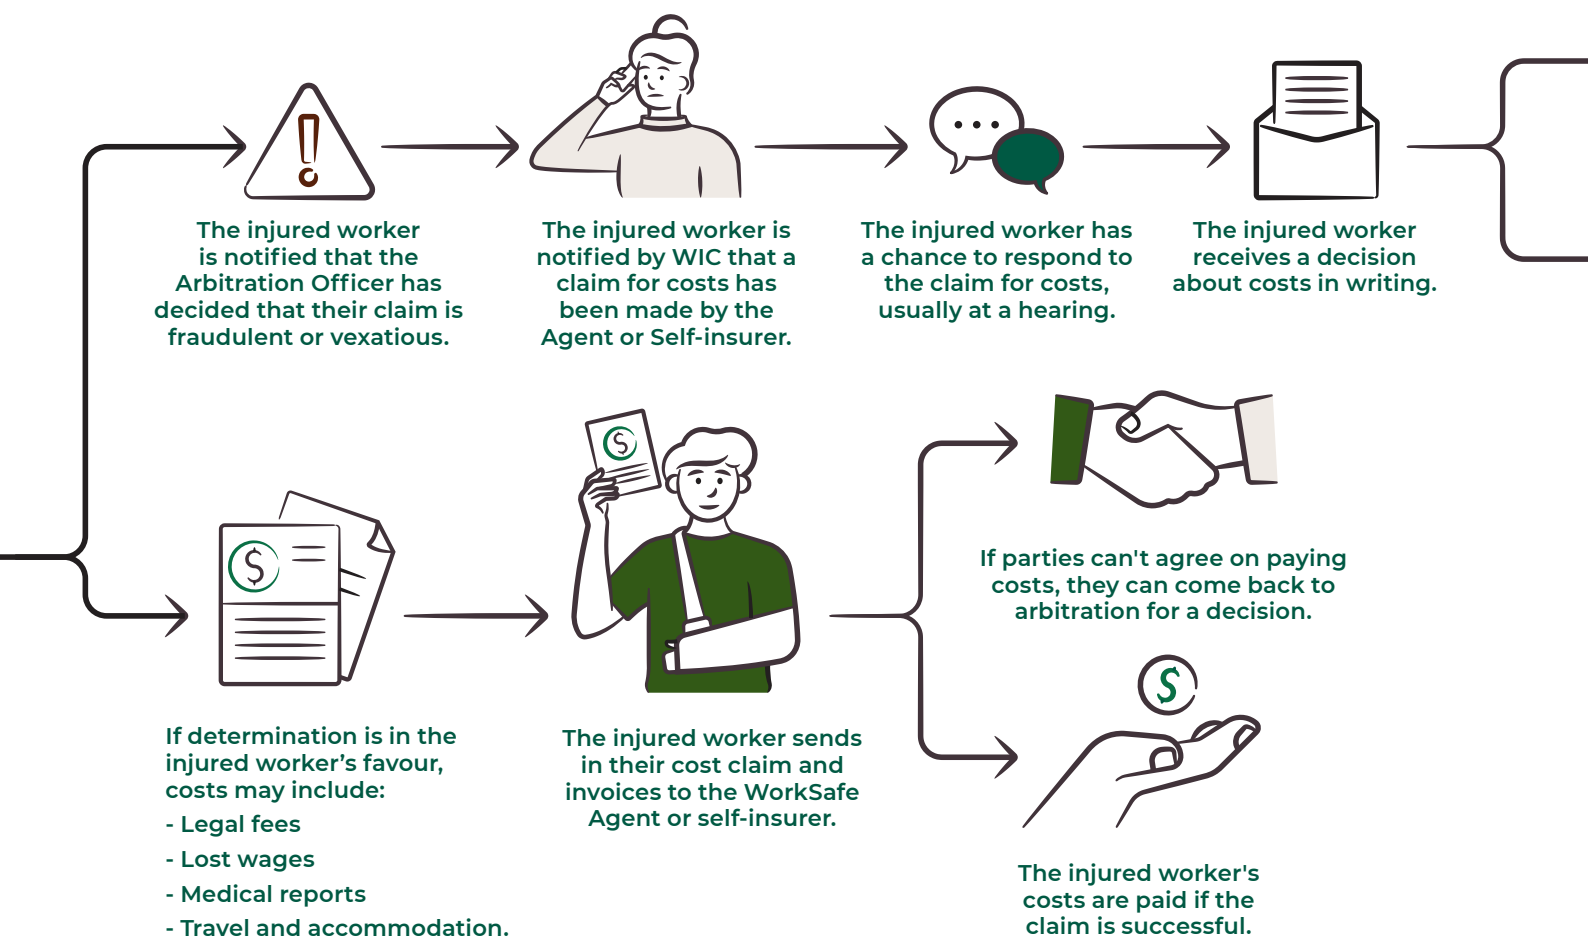 The injured worker
is notified that the
Arbitration Officer has
decided that their claim is
fraudulent or vexatious.
The injured worker is
notified by WIC that a
claim for costs has
been made by the
Agent or Self-insurer.
The injured worker has
a chance to respond to
the claim for costs,
usually at a hearing.
The injured worker
receives a decision
about costs in writing.
If determination is in the
injured worker’s favour,
costs may include:
- Legal fees
- Lost wages
- Medical reports
- Travel and accommodation.
The injured worker sends
in their cost claim and
invoices to the WorkSafe
Agent or self-insurer.
If parties can't agree on paying
costs, they can come back to
arbitration for a decision.
The injured worker's
costs are paid if the
claim is successful.